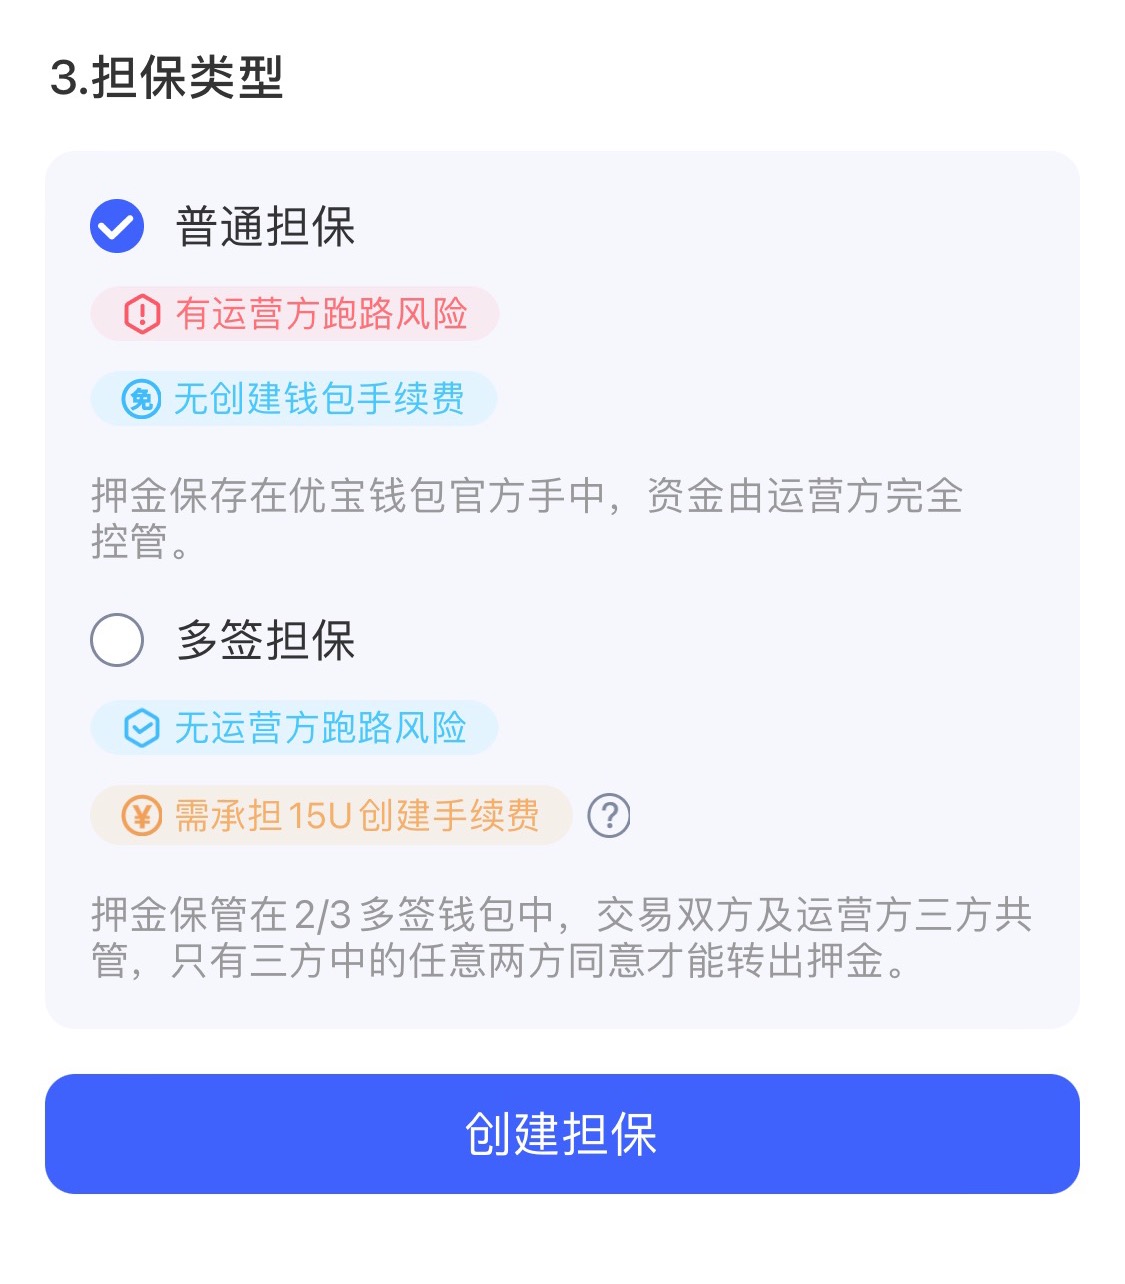 3.担保类型
普通担保
有运营方跑路风险
免 无创建钱包手续费
押金保存在优宝钱包官方手中，资金由运营方完全
控管。
多签担保
无运营方跑路风险
¥ 需承担15U创建手续费 ?
押金保管在2/3多签钱包中，交易双方及运营方三方共
管，只有三方中的任意两方同意才能转出押金。
创建担保